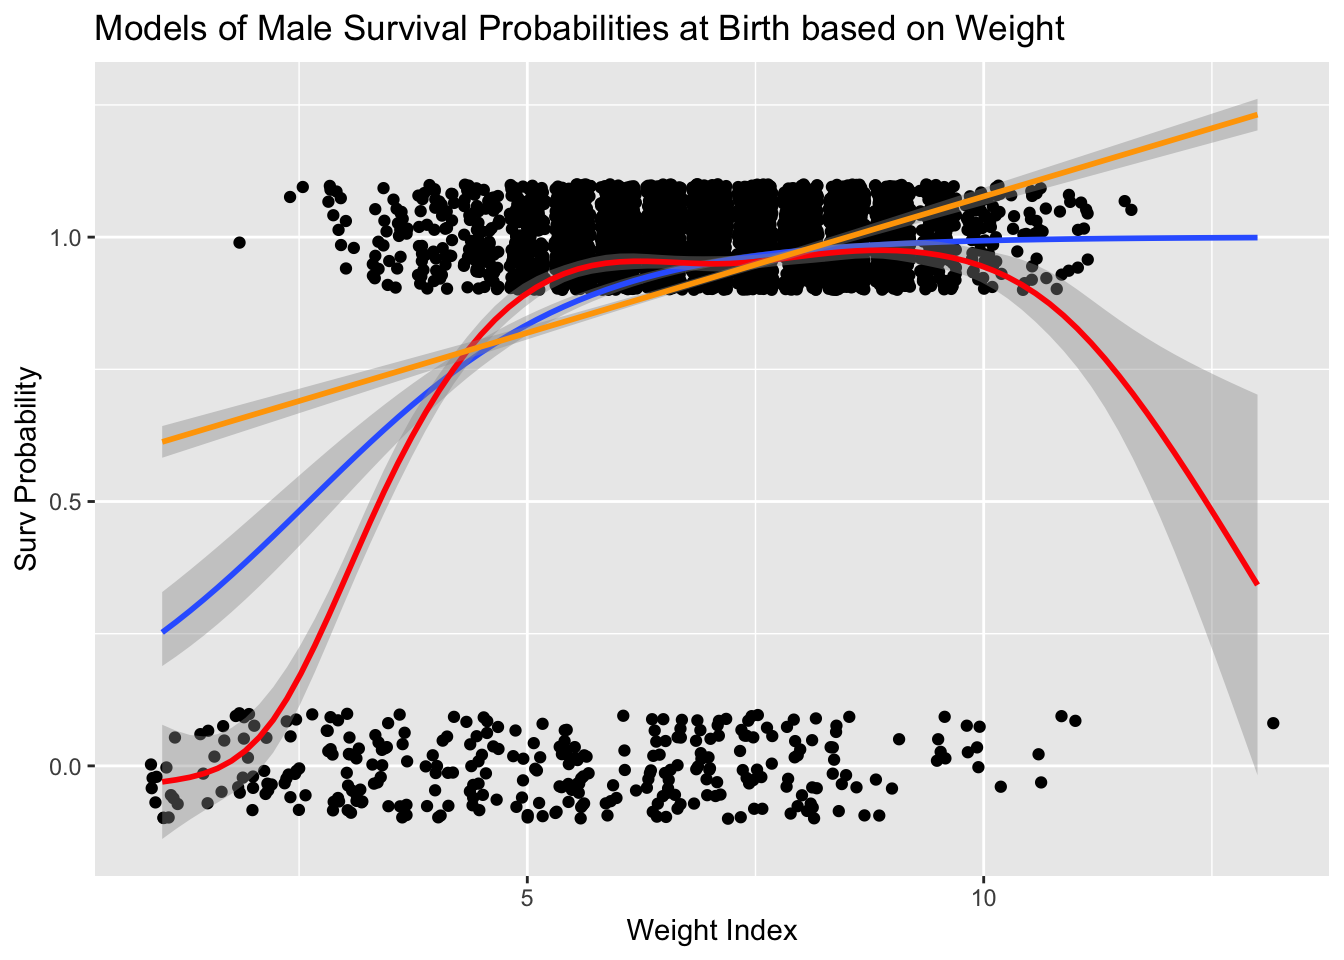 Models of Male Survival Probabilities at Birth based on Weight
Surv Probability
1.0
0.5
0.0
5
10
Weight Index